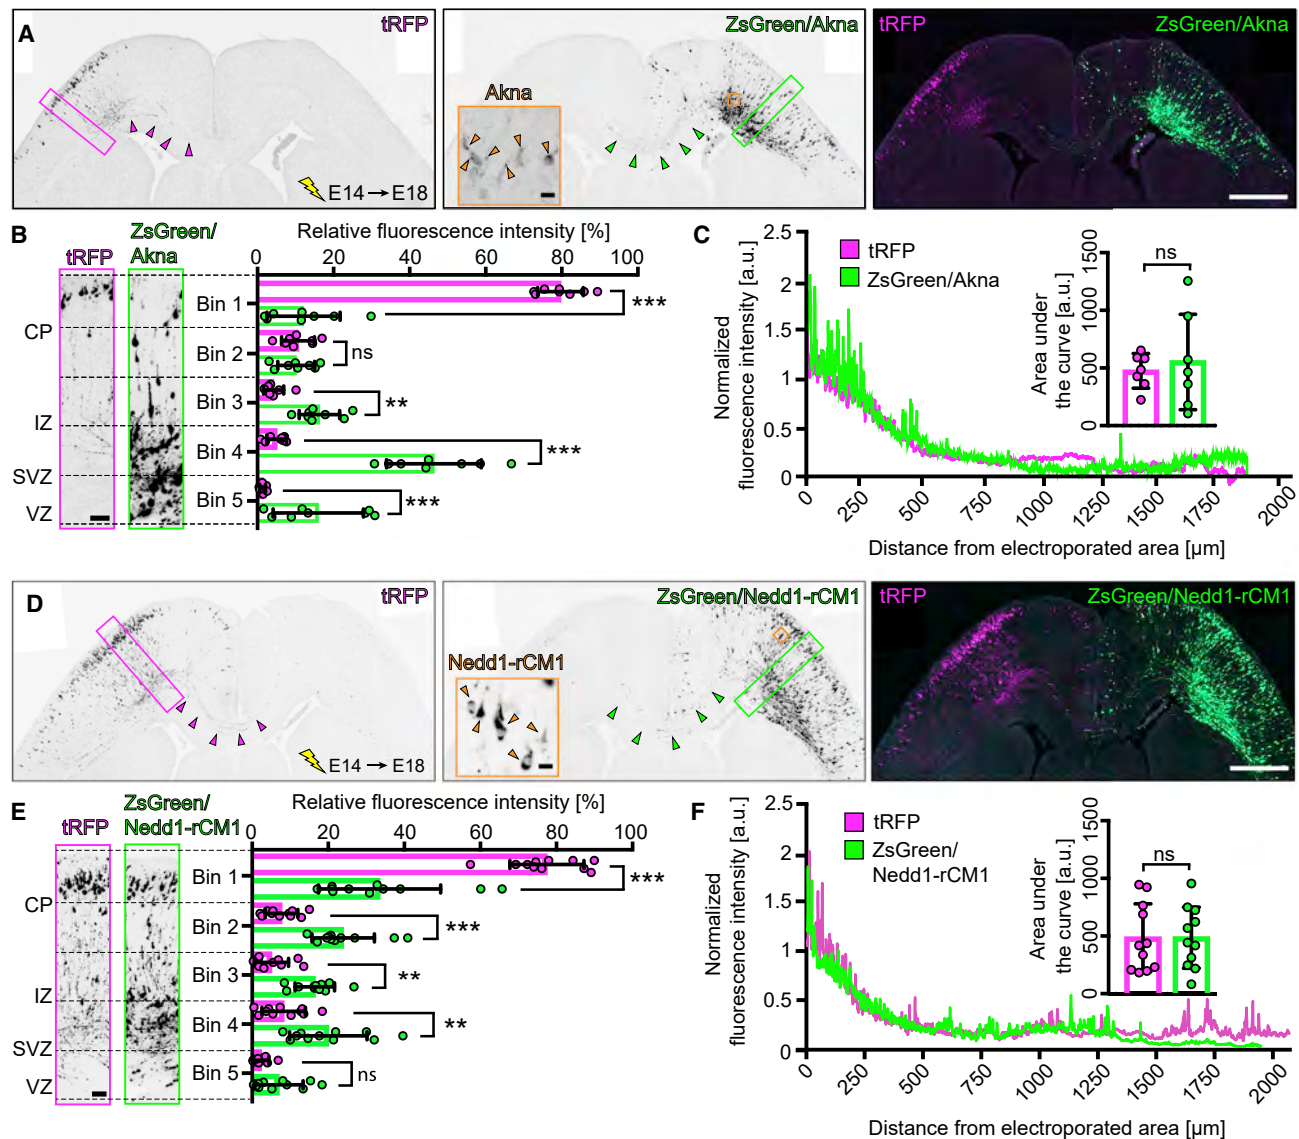 A
tRFP
E14 → E18
ZsGreen/Akna
Akna
tRFP
ZsGreen/Akna
B
tRFP
ZsGreen/
Akna
Relative fluorescence intensity [%]
0 20 40 60 80 100
CP
IZ
SVZ
VZ
Bin 1
Bin 2
Bin 3
Bin 4
Bin 5
***
ns
**
***
***
C
Normalized
fluorescence intensity [a.u.]
2.5
2
1.5
1
0.5
0
tRFP
ZsGreen/Akna
Area under
the curve [a.u.]
1500
1000
500
0
ns
0 250 500 750 1000 1250 1500 1750 2000
Distance from electroporated area [µm]
D
tRFP
E14 → E18
ZsGreen/Nedd1-rCM1
Nedd1-rCM1
tRFP
ZsGreen/Nedd1-rCM1
E
tRFP
ZsGreen/
Nedd1-rCM1
Relative fluorescence intensity [%]
0 20 40 60 80 100
CP
IZ
SVZ
VZ
Bin 1
Bin 2
Bin 3
Bin 4
Bin 5
***
***
**
**
ns
F
Normalized
fluorescence intensity [a.u.]
2.5
2
1.5
1
0.5
0
tRFP
ZsGreen/
Nedd1-rCM1
Area under
the curve [a.u.]
1500
1000
500
0
ns
0 250 500 750 1000 1250 1500 1750 2000
Distance from electroporated area [µm]